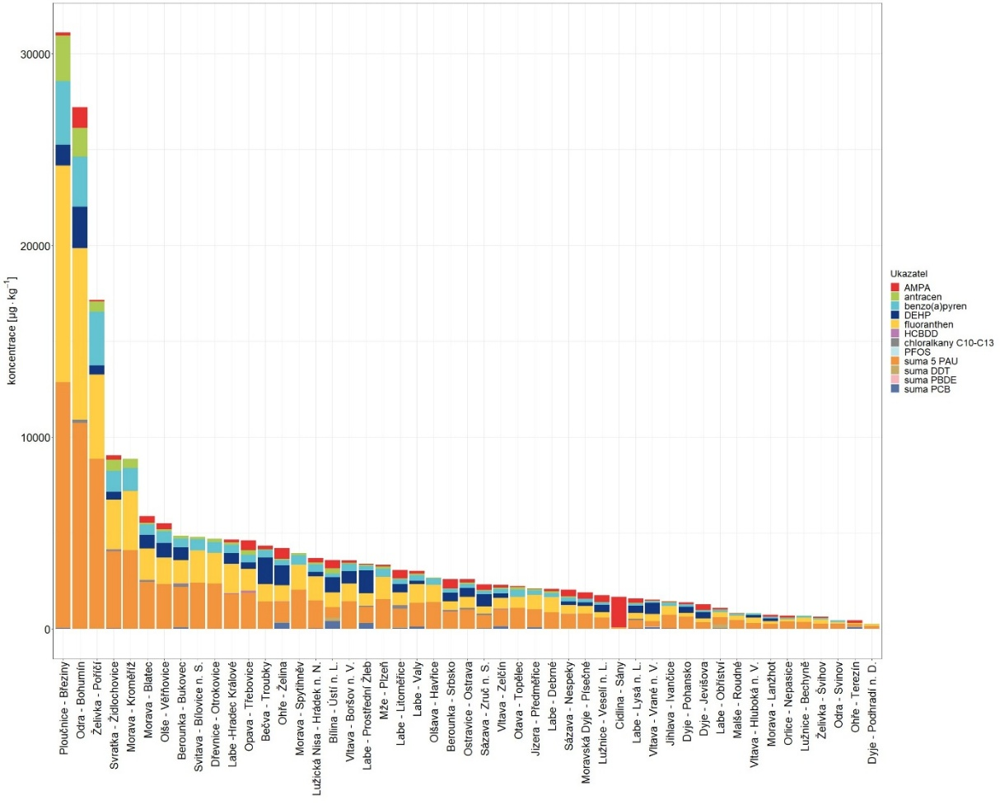 koncentrace [µg · kg⁻¹]
30000
20000
10000
0
Ploučnice - Březiny
Odra - Bohumín
Želivka - Poříčí
Svratka - Židlochovice
Morava - Kroměříž
Morava - Blatec
Olše - Věřňovice
Berounka - Bukovec
Svitava - Bílovice n. S.
Dřevnice - Otrokovice
Labe -Hradec Králové
Opava - Třebovice
Bečva - Troubky
Ohře - Želina
Morava - Spytihněv
Lužická Nisa - Hrádek n. N.
Bílina - Ústí n. L.
Vltava - Boršov n. V.
Labe - Prostřední Žleb
Mže - Plzeň
Labe - Litoměřice
Labe - Valy
Olšava - Havřice
Berounka - Srbsko
Ostravice - Ostrava
Sázava - Zruč n. S.
Vltava - Zelčín
Otava - Topělec
Jizera - Předměřice
Labe - Debrné
Sázava - Nespeky
Moravská Dyje - Písečné
Lužnice - Veselí n. L.
Cidlina - Sány
Labe - Lysá n. L.
Vltava - Vrané n. V.
Jihlava - Ivančice
Dyje - Pohansko
Dyje - Jevišova
Labe - Obříství
Malše - Roudné
Vltava - Hluboká n. V.
Morava - Lanžhot
Orlice - Nepasice
Lužnice - Bechyně
Želivka - Švihov
Odra - Svinov
Ohře - Terezín
Dyje - Podhradí n. D.
Ukazatel
AMPA
antracen
benzo(a)pyren
DEHP
fluoranthen
HCBDD
chloralkany C10-C13
PFOS
suma 5 PAU
suma DDT
suma PBDE
suma PCB